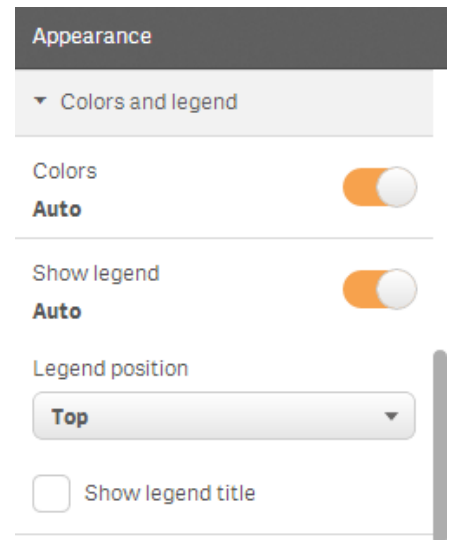 Appearance
Colors and legend
Colors
Auto
Show legend
Auto
Legend position
Top
Show legend title